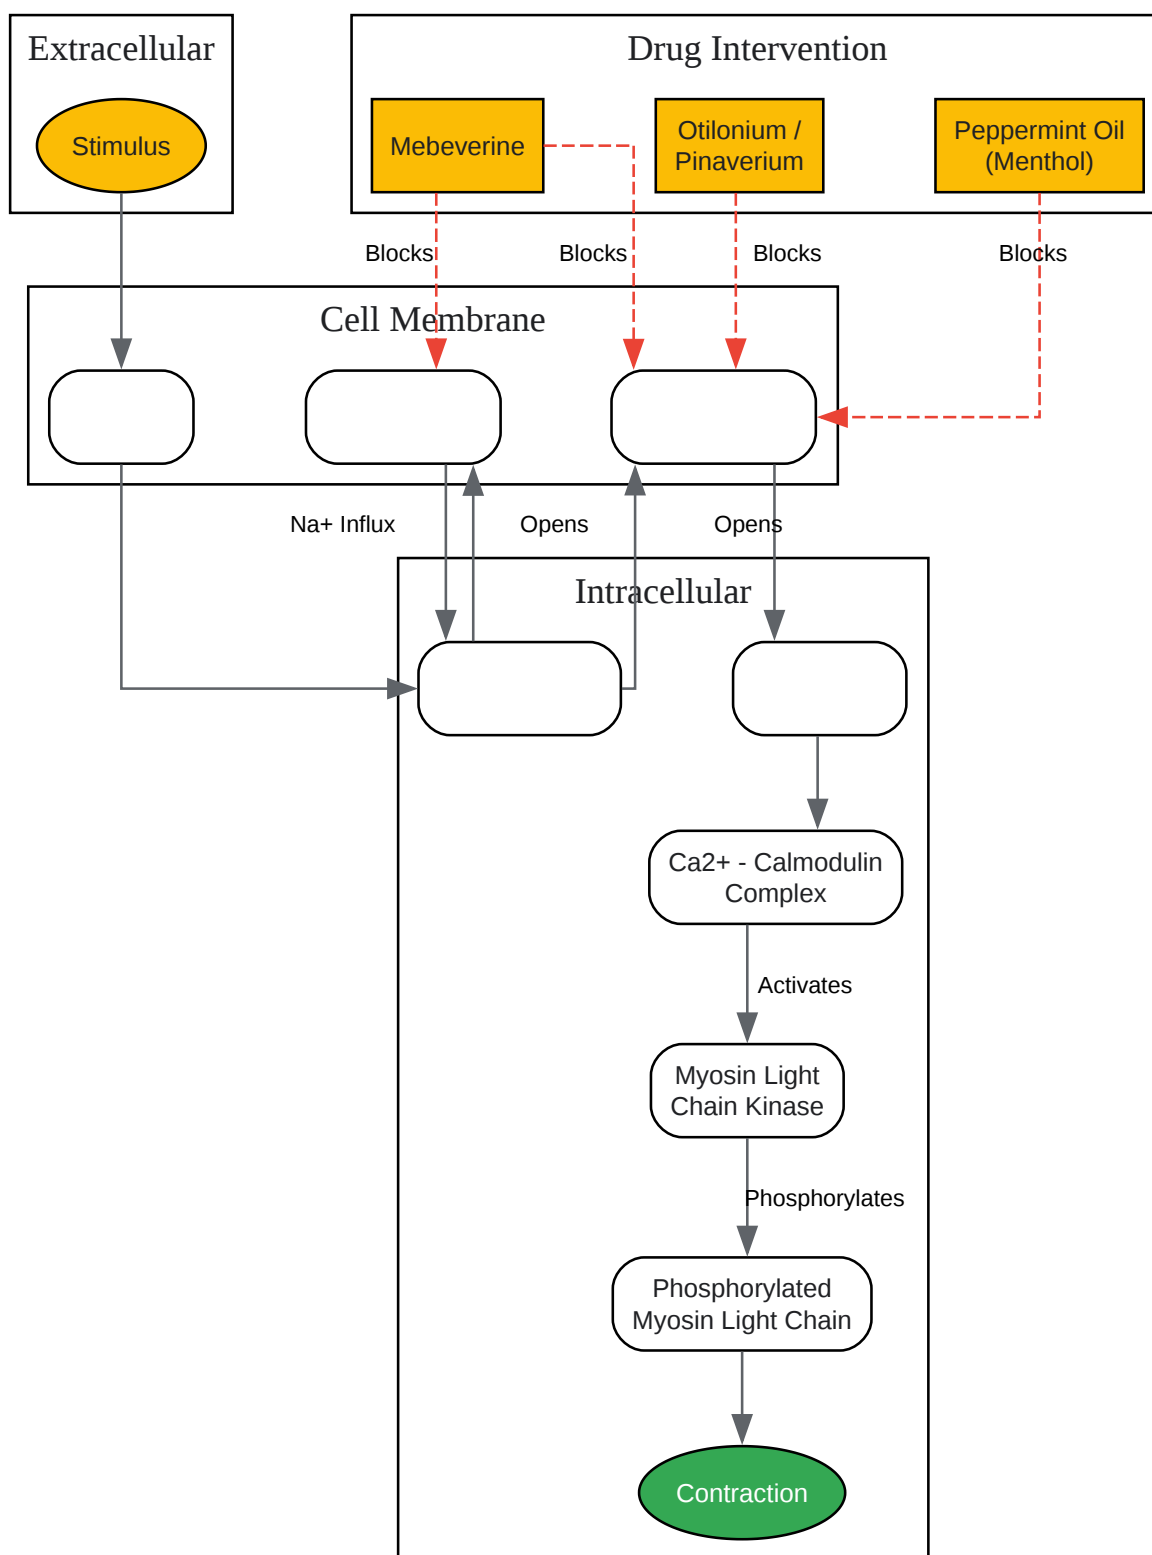 Extracellular
Drug Intervention
Stimulus
Mebeverine
Otilonium /
Pinaverium
Peppermint Oil
(Menthol)
Blocks
Blocks
Blocks
Blocks
Cell Membrane
Na+ Influx
Opens
Opens
Intracellular
Ca2+ - Calmodulin
Complex
Activates
Myosin Light
Chain Kinase
Phosphorylates
Phosphorylated
Myosin Light Chain
Contraction